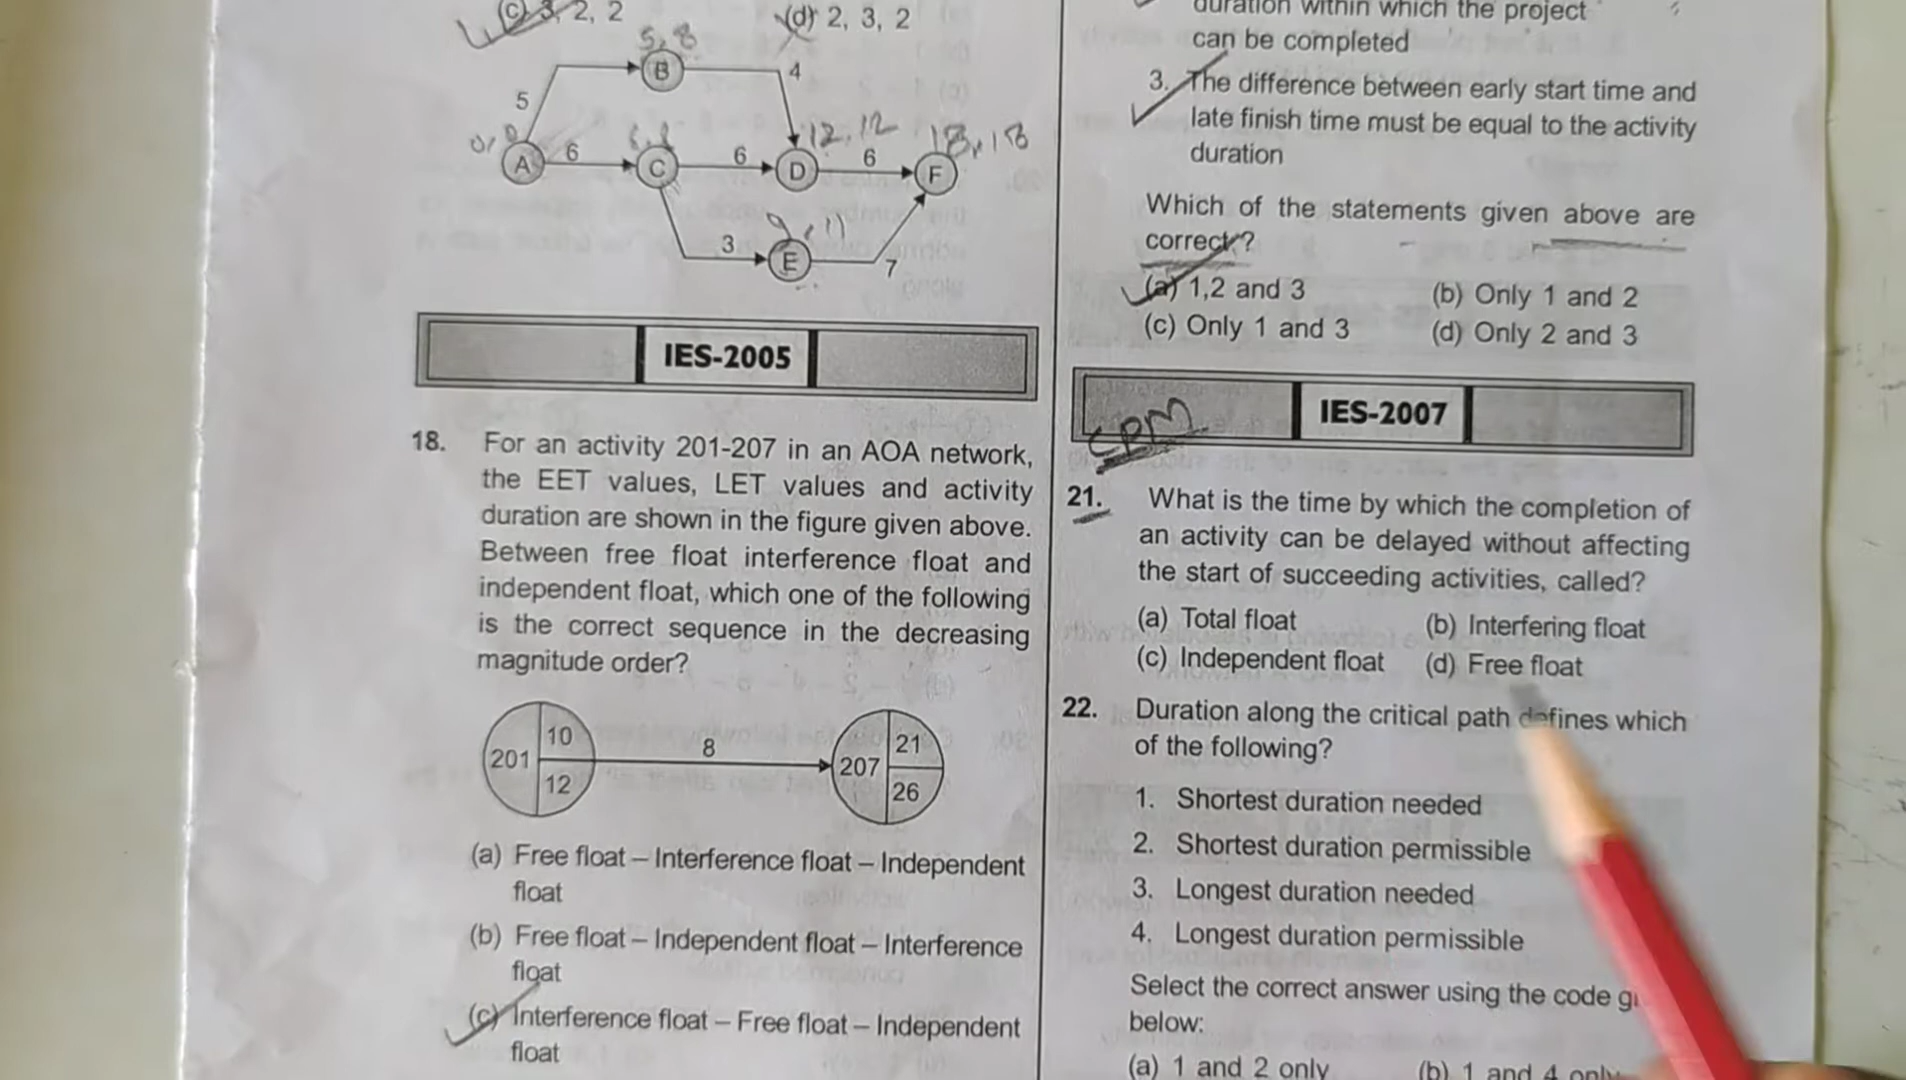 (c) 3, 2, 2
(d) 2, 3, 2
5, 8
B
4
5
0, 0
A
6
C
6
12, 12
D
6
18, 18
F
3
9, 11
E
7
IES-2005
18. For an activity 201-207 in an AOA network,
the EET values, LET values and activity
duration are shown in the figure given above.
Between free float interference float and
independent float, which one of the following
is the correct sequence in the decreasing
magnitude order?
201
10
12
8
207
21
26
(a) Free float – Interference float – Independent
float
(b) Free float – Independent float – Interference
float
(c) Interference float – Free float – Independent
float
duration within which the project
can be completed
3. The difference between early start time and
late finish time must be equal to the activity
duration
Which of the statements given above are
correct?
(a) 1,2 and 3 (b) Only 1 and 2
(c) Only 1 and 3 (d) Only 2 and 3
CPM
IES-2007
21. What is the time by which the completion of
an activity can be delayed without affecting
the start of succeeding activities, called?
(a) Total float (b) Interfering float
(c) Independent float (d) Free float
22. Duration along the critical path defines which
of the following?
1. Shortest duration needed
2. Shortest duration permissible
3. Longest duration needed
4. Longest duration permissible
Select the correct answer using the code
below:
(a) 1 and 2 only (b) 1 and 4 only